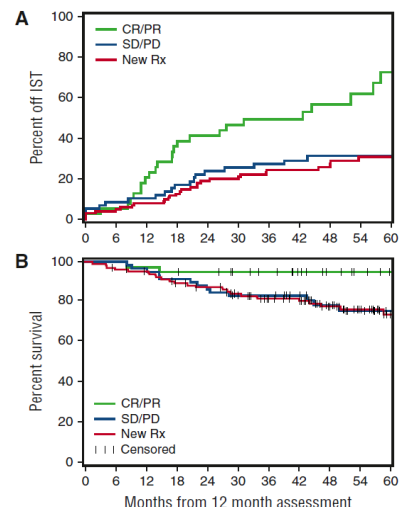 A
100
80
60
40
20
0
Percent off IST
CR/PR
SD/PD
New Rx
0 6 12 18 24 30 36 42 48 54 60
B
100
80
60
40
20
0
Percent survival
CR/PR
SD/PD
New Rx
Censored
0 6 12 18 24 30 36 42 48 54 60
Months from 12 month assessment